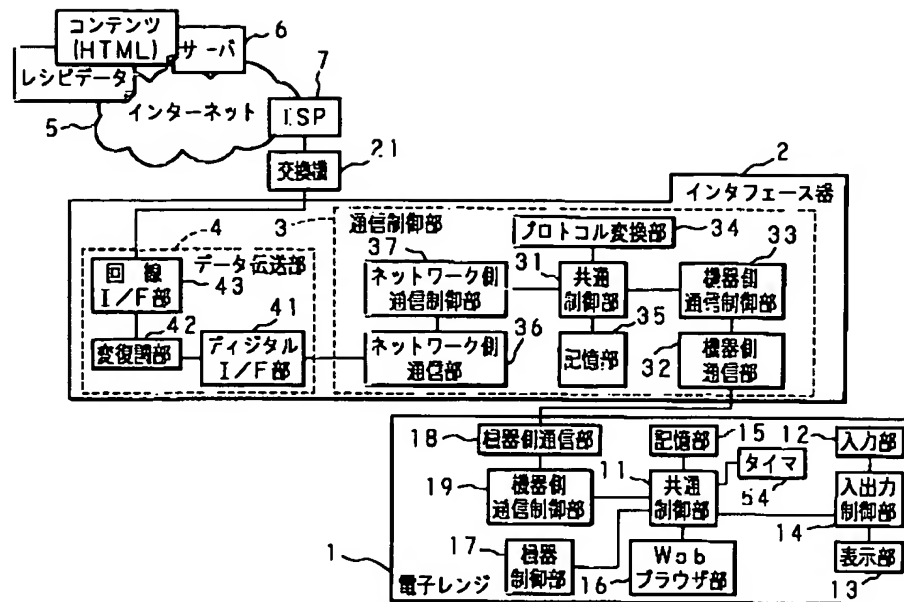 コンテンツ
(HTML)
サーバ
6
レシピデータ
7
5
インターネット
ISP
交換機
21
2
インタフェース器
4
3
通信制御部
データ伝送部
37
プロトコル変換部
34
33
回線
I/F部
43
ネットワーク側
通信制御部
31
共通
制御部
機器側
通信制御部
42
変復調部
41
ディジタル
I/F部
ネットワーク側
通信部
36
35
記憶部
32
機器側
通信部
18
機器側通信部
記憶部
15
12
入力部
タイマ
54
19
機器側
通信制御部
11
共通
制御部
入出力
制御部
14
17
機器
制御部
16
Web
ブラウザ部
表示部
13
1
電子レンジ